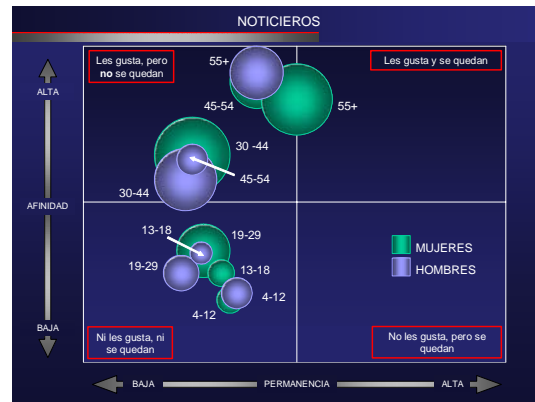 NOTICIEROS
Les gusta, pero
no se quedan
55+
Les gusta y se quedan
ALTA
45-54
55+
30 -44
45-54
30-44
AFINIDAD
13-18
19-29
19-29
13-18
4-12
4-12
MUJERES
HOMBRES
BAJA
Ni les gusta, ni
se quedan
No les gusta, pero se
quedan
BAJA
PERMANENCIA
ALTA